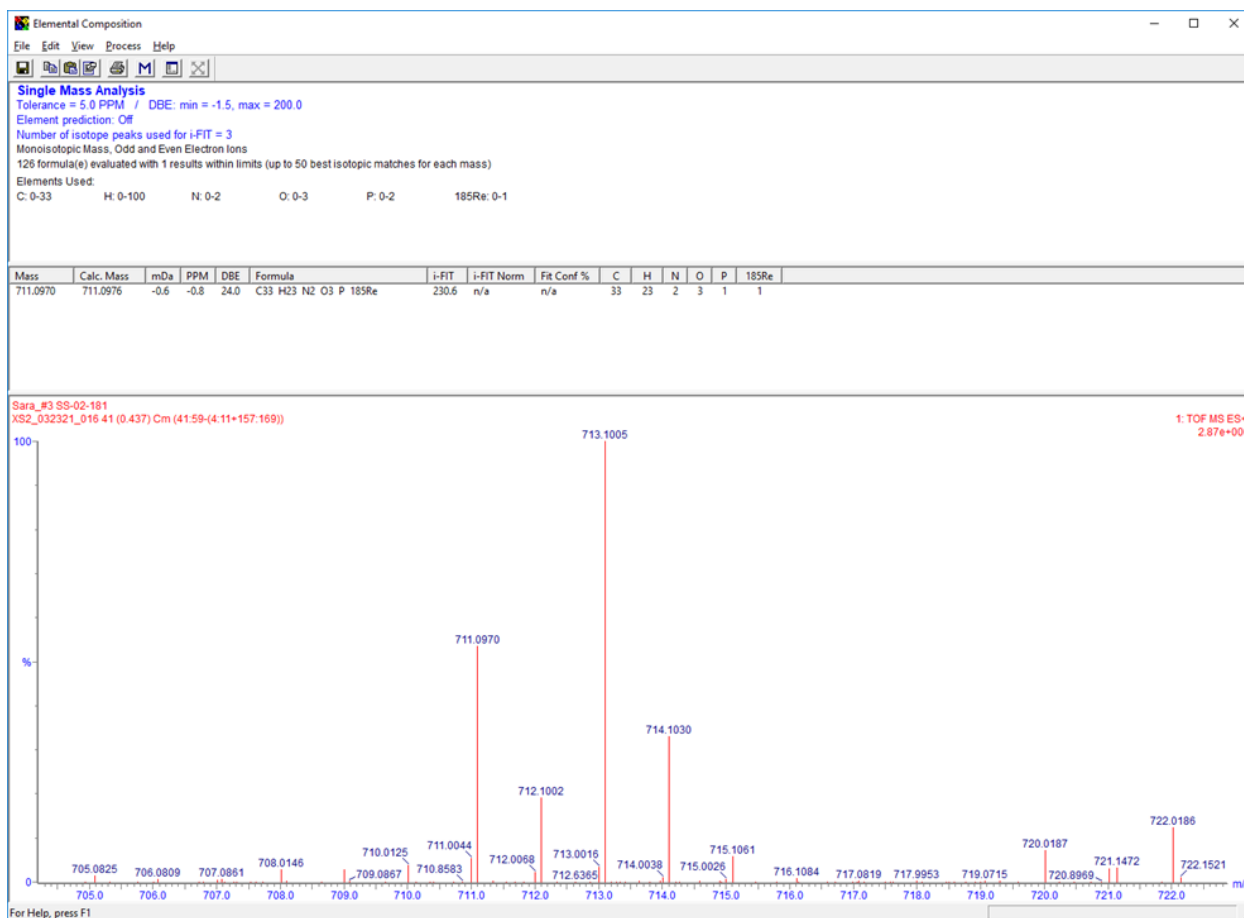 Elemental Composition
File Edit View Process Help
M
Single Mass Analysis
Tolerance = 5.0 PPM / DBE: min = -1.5, max = 200.0
Element prediction: Off
Number of isotope peaks used for i-FIT = 3
Monoisotopic Mass, Odd and Even Electron Ions
126 formula(e) evaluated with 1 results within limits (up to 50 best isotopic matches for each mass)
Elements Used:
C: 0-33 H: 0-100 N: 0-2 O: 0-3 P: 0-2 185Re: 0-1
Mass Calc. Mass mDa PPM DBE Formula i-FIT i-FIT Norm Fit Conf % C H N O P 185Re
711.0970 711.0976 -0.6 -0.8 24.0 C33 H23 N2 O3 P 185Re 230.6 n/a n/a 33 23 2 3 1 1
Sara_#3 SS-02-181
XS2_032321_016 41 (0.437) Cm (41:59-(4:11+157:169))
1: TOF MS ES+
2.87e+00
100
713.1005
711.0970
%
714.1030
712.1002
722.0186
720.0187
715.1061
711.0044
710.0125
713.0016
712.0068
708.0146
721.1472
714.0038
705.0825
706.0809
707.0861
709.0867
710.8583
712.6365
715.0026
716.1084
717.0819
717.9953
719.0715
720.8969
722.1521
0
m/
705.0 706.0 707.0 708.0 709.0 710.0 711.0 712.0 713.0 714.0 715.0 716.0 717.0 718.0 719.0 720.0 721.0 722.0
For Help, press F1